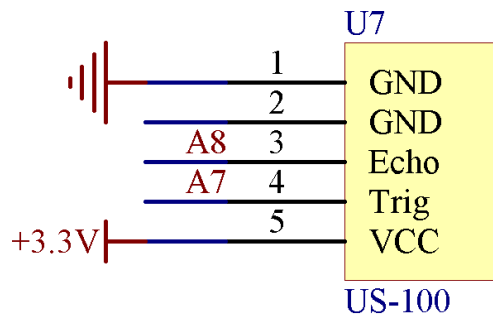 U7
1 GND
2 GND
A8 3 Echo
A7 4 Trig
+3.3V 5 VCC
US-100